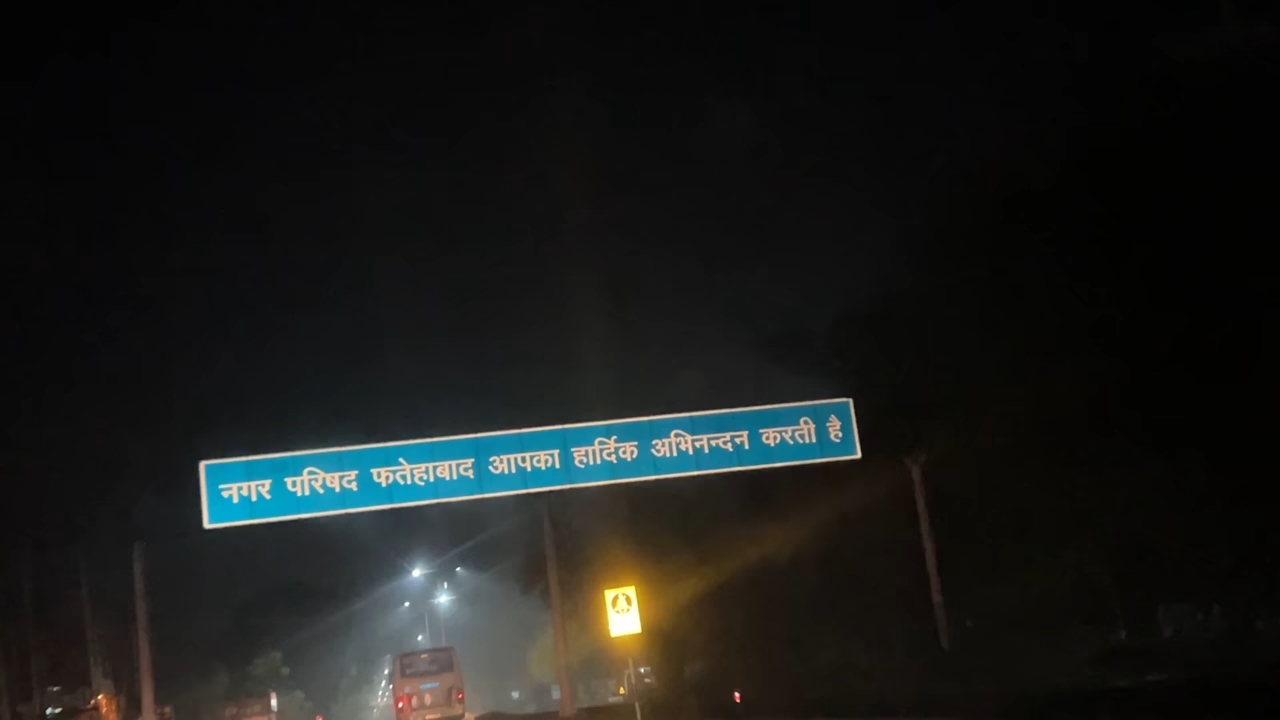 नगर परिषद फतेहाबाद आपका हार्दिक अभिनन्दन करती है